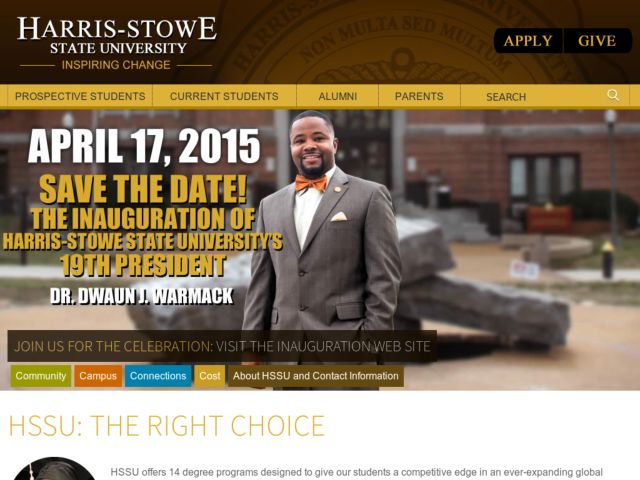 HARRIS-STOWE
STATE UNIVERSITY
INSPIRING CHANGE
NON MULTA SED MULTUM
APPLY
GIVE
PROSPECTIVE STUDENTS
CURRENT STUDENTS
ALUMNI
PARENTS
SEARCH
APRIL 17, 2015
SAVE THE DATE!
THE INAUGURATION OF
HARRIS-STOWE STATE UNIVERSITY'S
19TH PRESIDENT
DR. DWAUN J. WARMACK
JOIN US FOR THE CELEBRATION: VISIT THE INAUGURATION WEB SITE
Community
Campus
Connections
Cost
About HSSU and Contact Information
HSSU: THE RIGHT CHOICE
HSSU offers 14 degree programs designed to give our students a competitive edge in an ever-expanding global